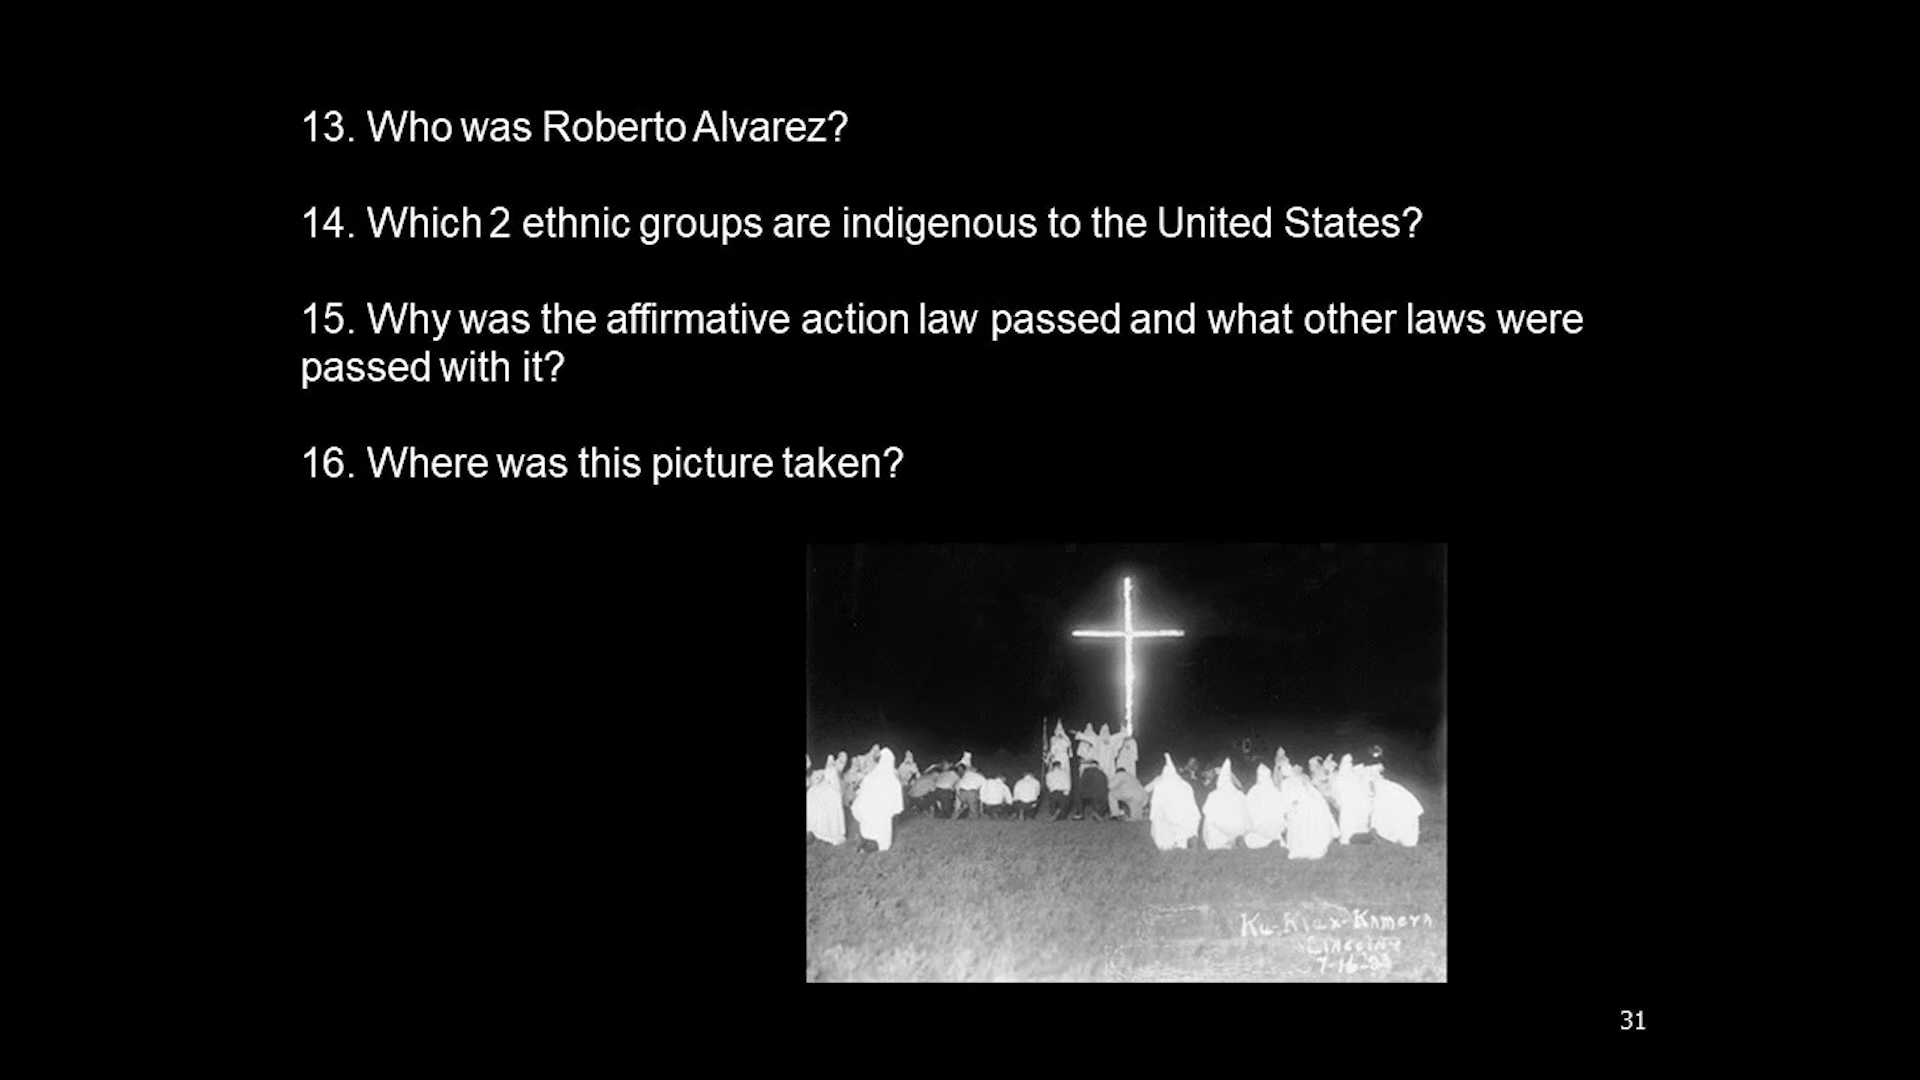 13. Who was Roberto Alvarez?
14. Which 2 ethnic groups are indigenous to the United States?
15. Why was the affirmative action law passed and what other laws were
passed with it?
16. Where was this picture taken?
Ku-Klux-Kamera
7-16-
31